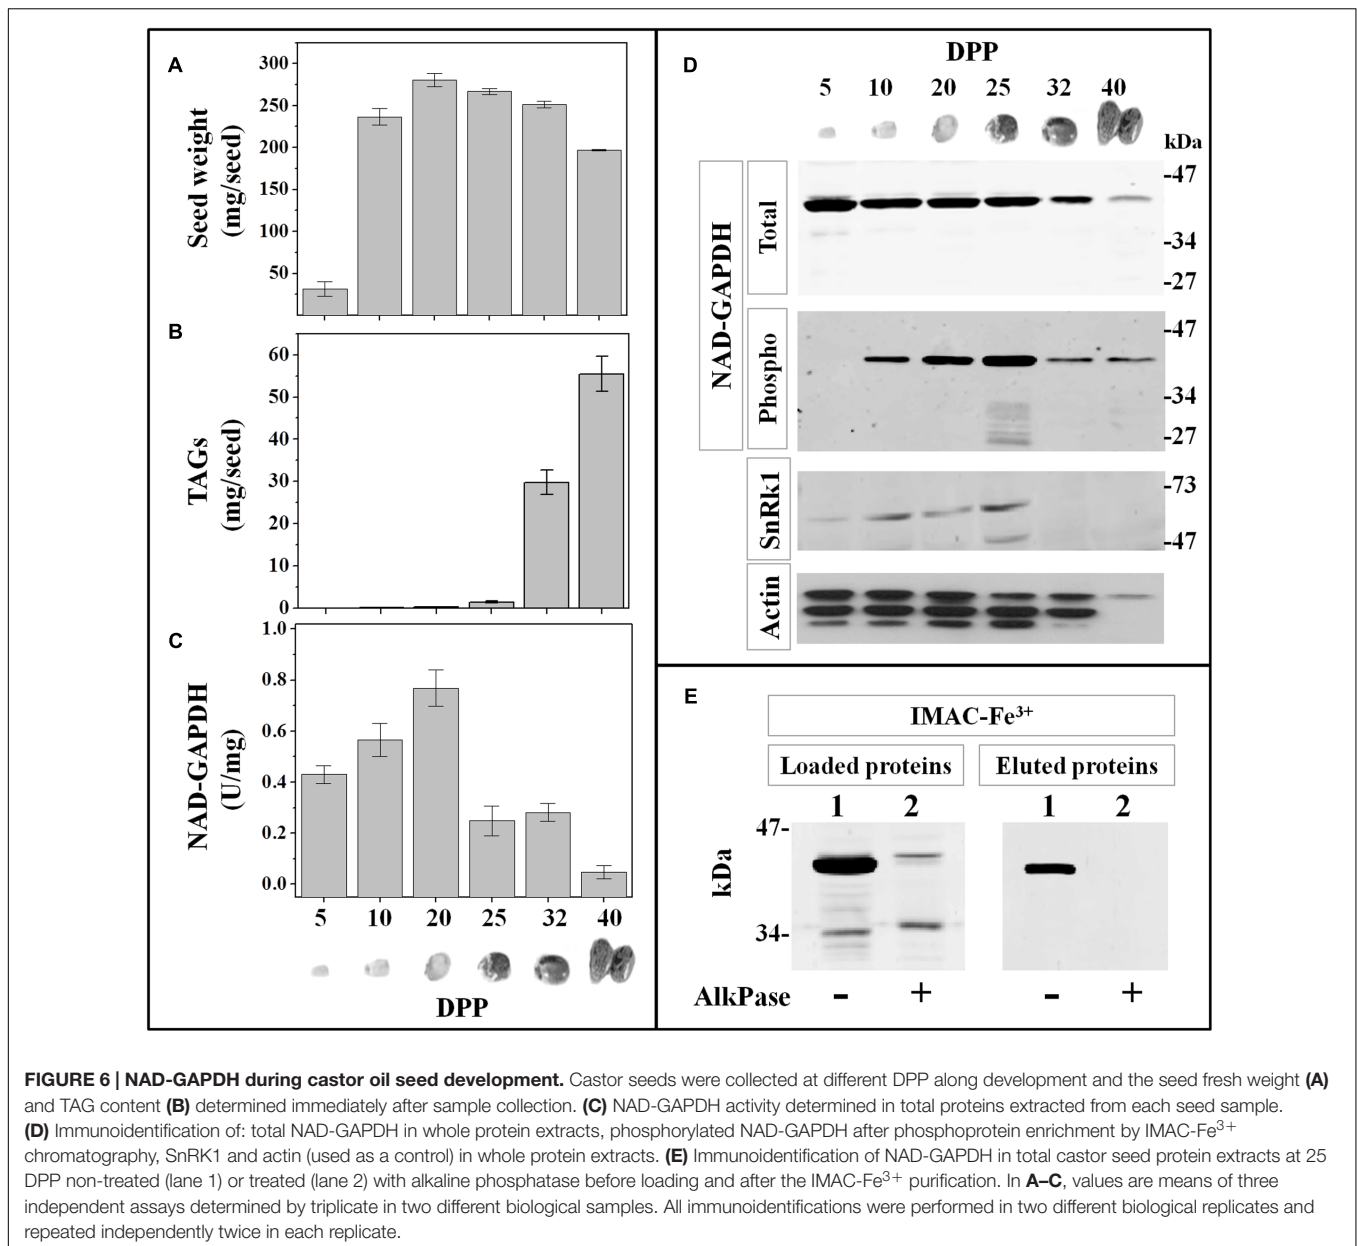 A
300
250
200
150
100
50
Seed weight
(mg/seed)
B
60
50
40
30
20
10
0
TAGs
(mg/seed)
C
1.0
0.8
0.6
0.4
0.2
0.0
NAD-GAPDH
(U/mg)
5 10 20 25 32 40
DPP
D
DPP
5 10 20 25 32 40
kDa
NAD-GAPDH
Total
-47
-34
-27
Phospho
-47
-34
-27
SnRk1
-73
-47
Actin
E
IMAC-Fe³⁺
Loaded proteins Eluted proteins
1 2 1 2
47-
kDa
34-
AlkPase - + - +
FIGURE 6 | NAD-GAPDH during castor oil seed development. Castor seeds were collected at different DPP along development and the seed fresh weight (A)
and TAG content (B) determined immediately after sample collection. (C) NAD-GAPDH activity determined in total proteins extracted from each seed sample.
(D) Immunoidentification of: total NAD-GAPDH in whole protein extracts, phosphorylated NAD-GAPDH after phosphoprotein enrichment by IMAC-Fe³⁺
chromatography, SnRK1 and actin (used as a control) in whole protein extracts. (E) Immunoidentification of NAD-GAPDH in total castor seed protein extracts at 25
DPP non-treated (lane 1) or treated (lane 2) with alkaline phosphatase before loading and after the IMAC-Fe³⁺ purification. In A–C, values are means of three
independent assays determined by triplicate in two different biological samples. All immunoidentifications were performed in two different biological replicates and
repeated independently twice in each replicate.